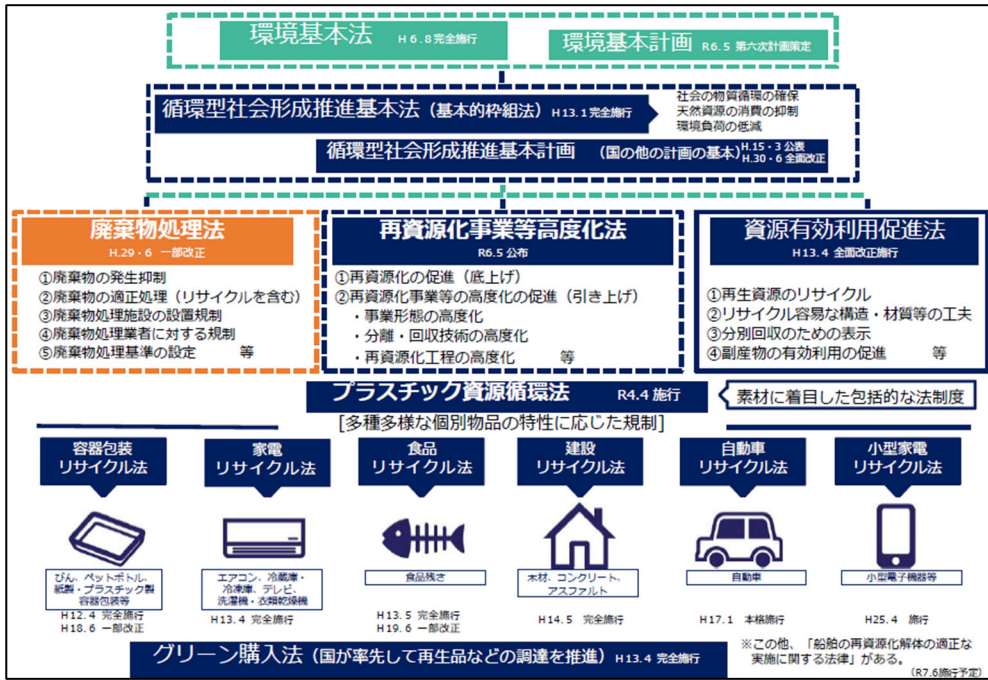 環境基本法 H 6.8 完全施行
環境基本計画 R6.5 第六次計画策定
循環型社会形成推進基本法(基本的枠組法) H13.1 完全施行
社会の物質循環の確保
天然資源の消費の抑制
環境負荷の低減
循環型社会形成推進基本計画 (国の他の計画の基本)
H.15・3 公表
H.30・6 全面改正
廃棄物処理法
H.29・6 一部改正
①廃棄物の発生抑制
②廃棄物の適正処理(リサイクルを含む)
③廃棄物処理施設の設置規制
④廃棄物処理業者に対する規制
⑤廃棄物処理基準の設定 等
再資源化事業等高度化法
R6.5 公布
①再資源化の促進(底上げ)
②再資源化事業等の高度化の促進(引き上げ)
・事業形態の高度化
・分離・回収技術の高度化
・再資源化工程の高度化 等
資源有効利用促進法
H13.4 全面改正施行
①再生資源のリサイクル
②リサイクル容易な構造・材質等の工夫
③分別回収のための表示
④副産物の有効利用の促進 等
プラスチック資源循環法 R4.4 施行
素材に着目した包括的な法制度
[多種多様な個別物品の特性に応じた規制]
容器包装
リサイクル法
びん、ペットボトル、
紙製・プラスチック製
容器包装等
H12.4 完全施行
H18.6 一部改正
家電
リサイクル法
エアコン、冷蔵庫・
冷凍庫、テレビ、
洗濯機・衣類乾燥機
H13.4 完全施行
食品
リサイクル法
食品残さ
H13.5 完全施行
H19.6 一部改正
建設
リサイクル法
木材、コンクリート、
アスファルト
H14.5 完全施行
自動車
リサイクル法
自動車
H17.1 本格施行
小型家電
リサイクル法
小型電子機器等
H25.4 施行
グリーン購入法(国が率先して再生品などの調達を推進) H13.4 完全施行
※この他、「船舶の再資源化解体の適正な
実施に関する法律」がある。
(R7.6施行予定)